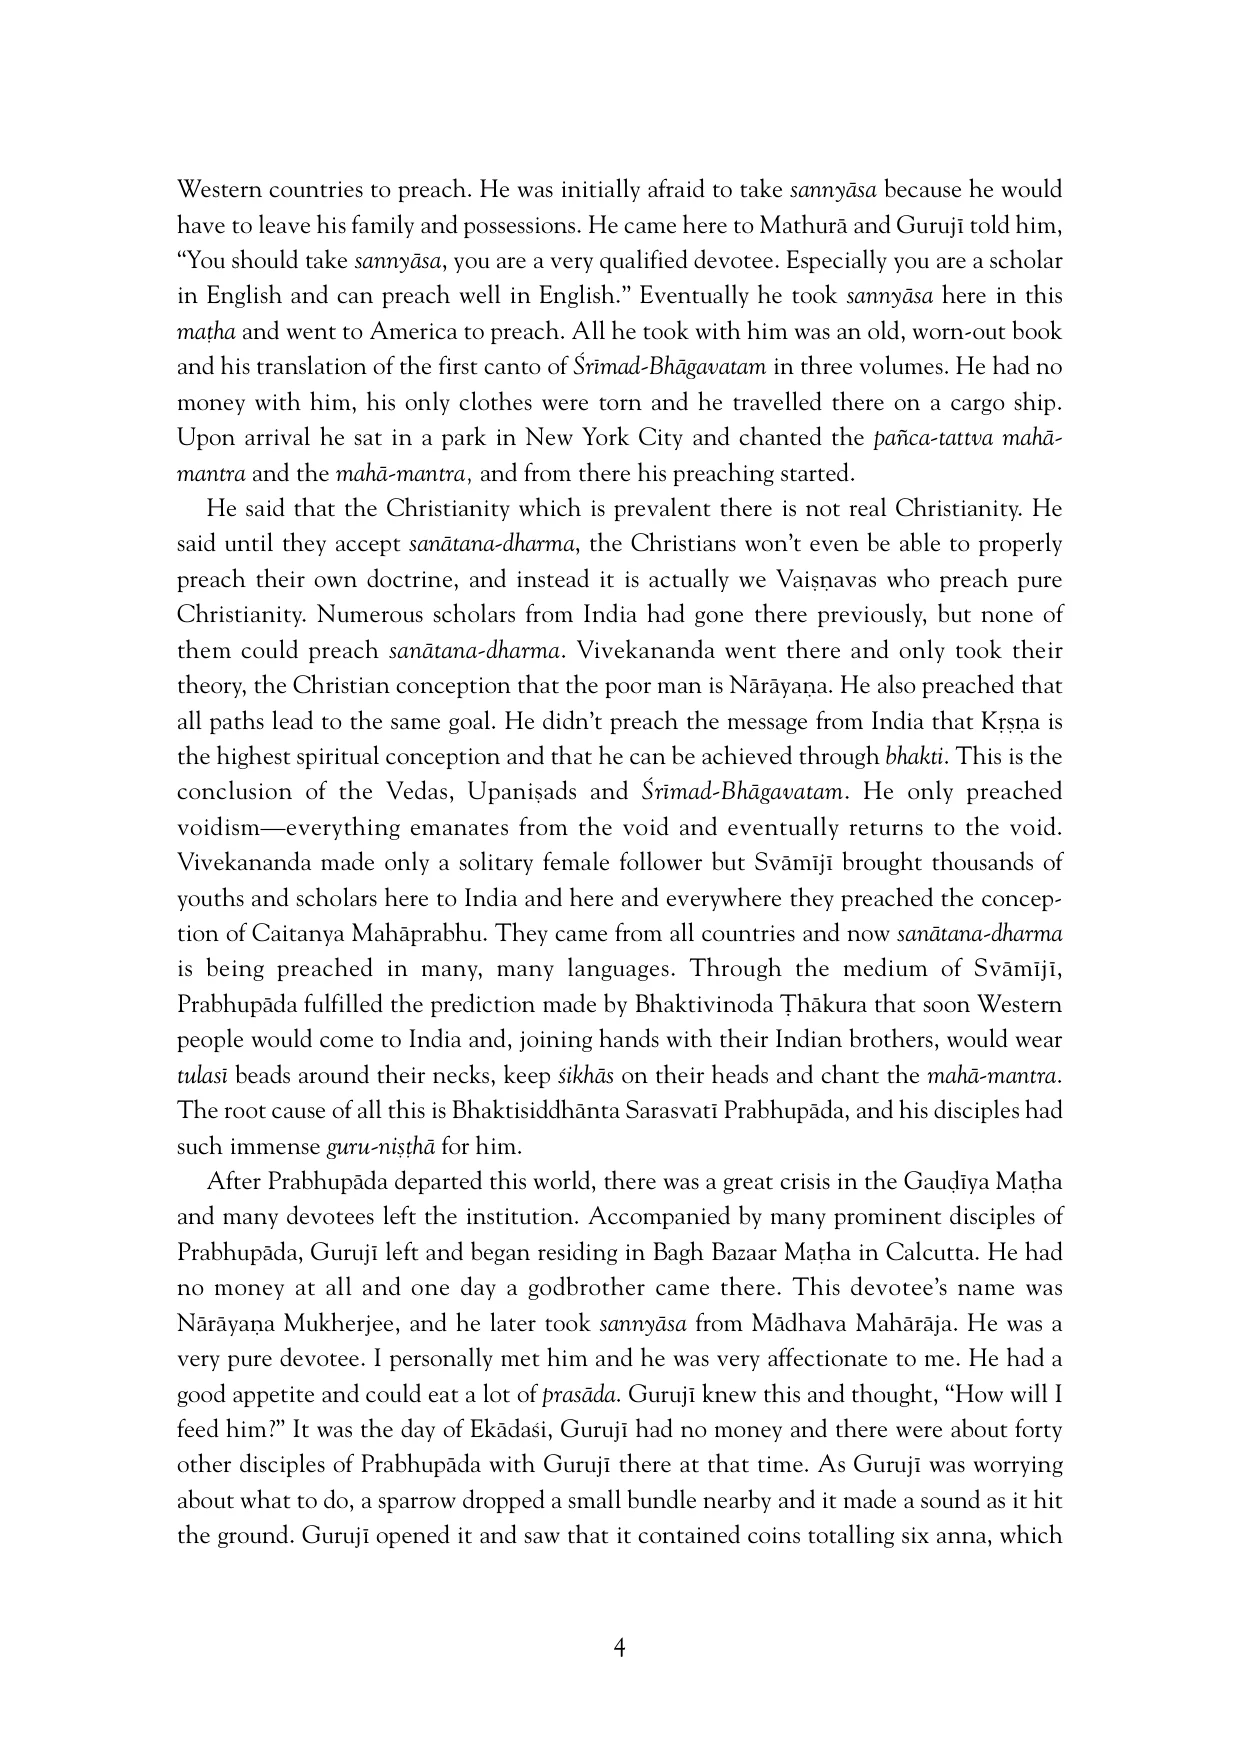 Western countries to preach. He was initially afraid to take sannyāsa because he would
have to leave his family and possessions. He came here to Mathurā and Gurujī told him,
“You should take sannyāsa, you are a very qualified devotee. Especially you are a scholar
in English and can preach well in English.” Eventually he took sannyāsa here in this
maṭha and went to America to preach. All he took with him was an old, worn-out book
and his translation of the first canto of Śrīmad-Bhāgavatam in three volumes. He had no
money with him, his only clothes were torn and he travelled there on a cargo ship.
Upon arrival he sat in a park in New York City and chanted the pañca-tattva mahā-
mantra and the mahā-mantra, and from there his preaching started.
He said that the Christianity which is prevalent there is not real Christianity. He
said until they accept sanātana-dharma, the Christians won’t even be able to properly
preach their own doctrine, and instead it is actually we Vaiṣṇavas who preach pure
Christianity. Numerous scholars from India had gone there previously, but none of
them could preach sanātana-dharma. Vivekananda went there and only took their
theory, the Christian conception that the poor man is Nārāyaṇa. He also preached that
all paths lead to the same goal. He didn’t preach the message from India that Kṛṣṇa is
the highest spiritual conception and that he can be achieved through bhakti. This is the
conclusion of the Vedas, Upaniṣads and Śrīmad-Bhāgavatam. He only preached
voidism—everything emanates from the void and eventually returns to the void.
Vivekananda made only a solitary female follower but Svāmījī brought thousands of
youths and scholars here to India and here and everywhere they preached the concep-
tion of Caitanya Mahāprabhu. They came from all countries and now sanātana-dharma
is being preached in many, many languages. Through the medium of Svāmījī,
Prabhupāda fulfilled the prediction made by Bhaktivinoda Ṭhākura that soon Western
people would come to India and, joining hands with their Indian brothers, would wear
tulasī beads around their necks, keep śikhās on their heads and chant the mahā-mantra.
The root cause of all this is Bhaktisiddhānta Sarasvatī Prabhupāda, and his disciples had
such immense guru-niṣṭhā for him.
After Prabhupāda departed this world, there was a great crisis in the Gauḍīya Maṭha
and many devotees left the institution. Accompanied by many prominent disciples of
Prabhupāda, Gurujī left and began residing in Bagh Bazaar Maṭha in Calcutta. He had
no money at all and one day a godbrother came there. This devotee’s name was
Nārāyaṇa Mukherjee, and he later took sannyāsa from Mādhava Mahārāja. He was a
very pure devotee. I personally met him and he was very affectionate to me. He had a
good appetite and could eat a lot of prasāda. Gurujī knew this and thought, “How will I
feed him?” It was the day of Ekādaśi, Gurujī had no money and there were about forty
other disciples of Prabhupāda with Gurujī there at that time. As Gurujī was worrying
about what to do, a sparrow dropped a small bundle nearby and it made a sound as it hit
the ground. Gurujī opened it and saw that it contained coins totalling six anna, which
4